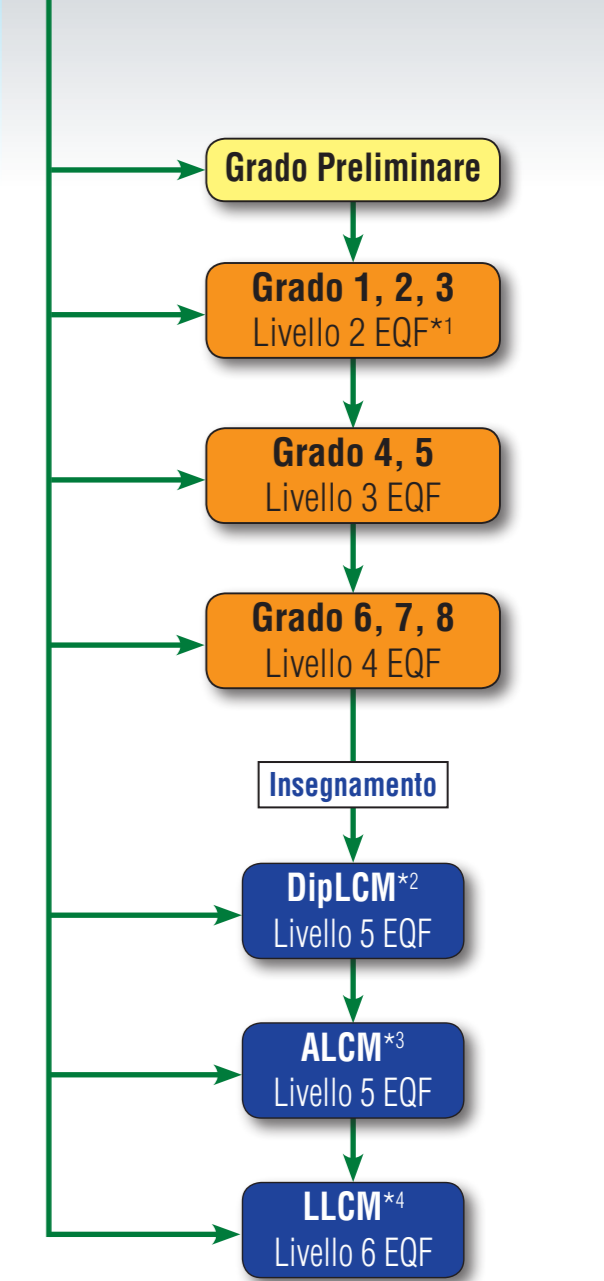 Grado Preliminare
Grado 1, 2, 3
Livello 2 EQF*1
Grado 4, 5
Livello 3 EQF
Grado 6, 7, 8
Livello 4 EQF
Insegnamento
DipLCM*2
Livello 5 EQF
ALCM*3
Livello 5 EQF
LLCM*4
Livello 6 EQF